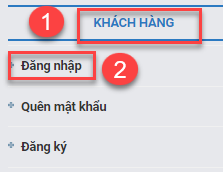 1 KHÁCH HÀNG
Đăng nhập 2
Quên mật khẩu
Đăng ký